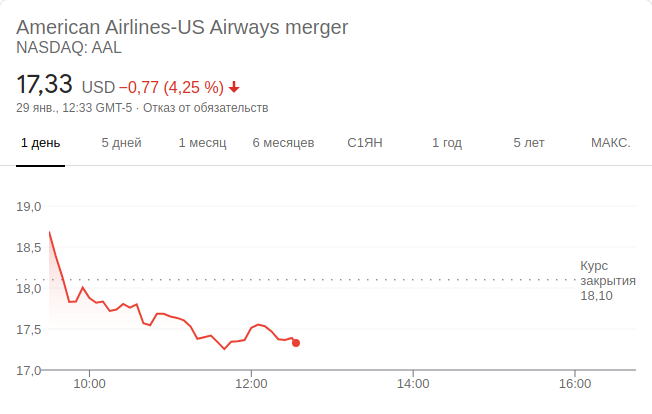 American Airlines-US Airways merger
NASDAQ: AAL
17,33 USD −0,77 (4,25 %)
29 янв., 12:33 GMT-5 · Отказ от обязательств
1 день 5 дней 1 месяц 6 месяцев С1ЯН 1 год 5 лет МАКС.
19,0
18,5
Курс
закрытия
18,10
18,0
17,5
17,0
10:00 12:00 14:00 16:00